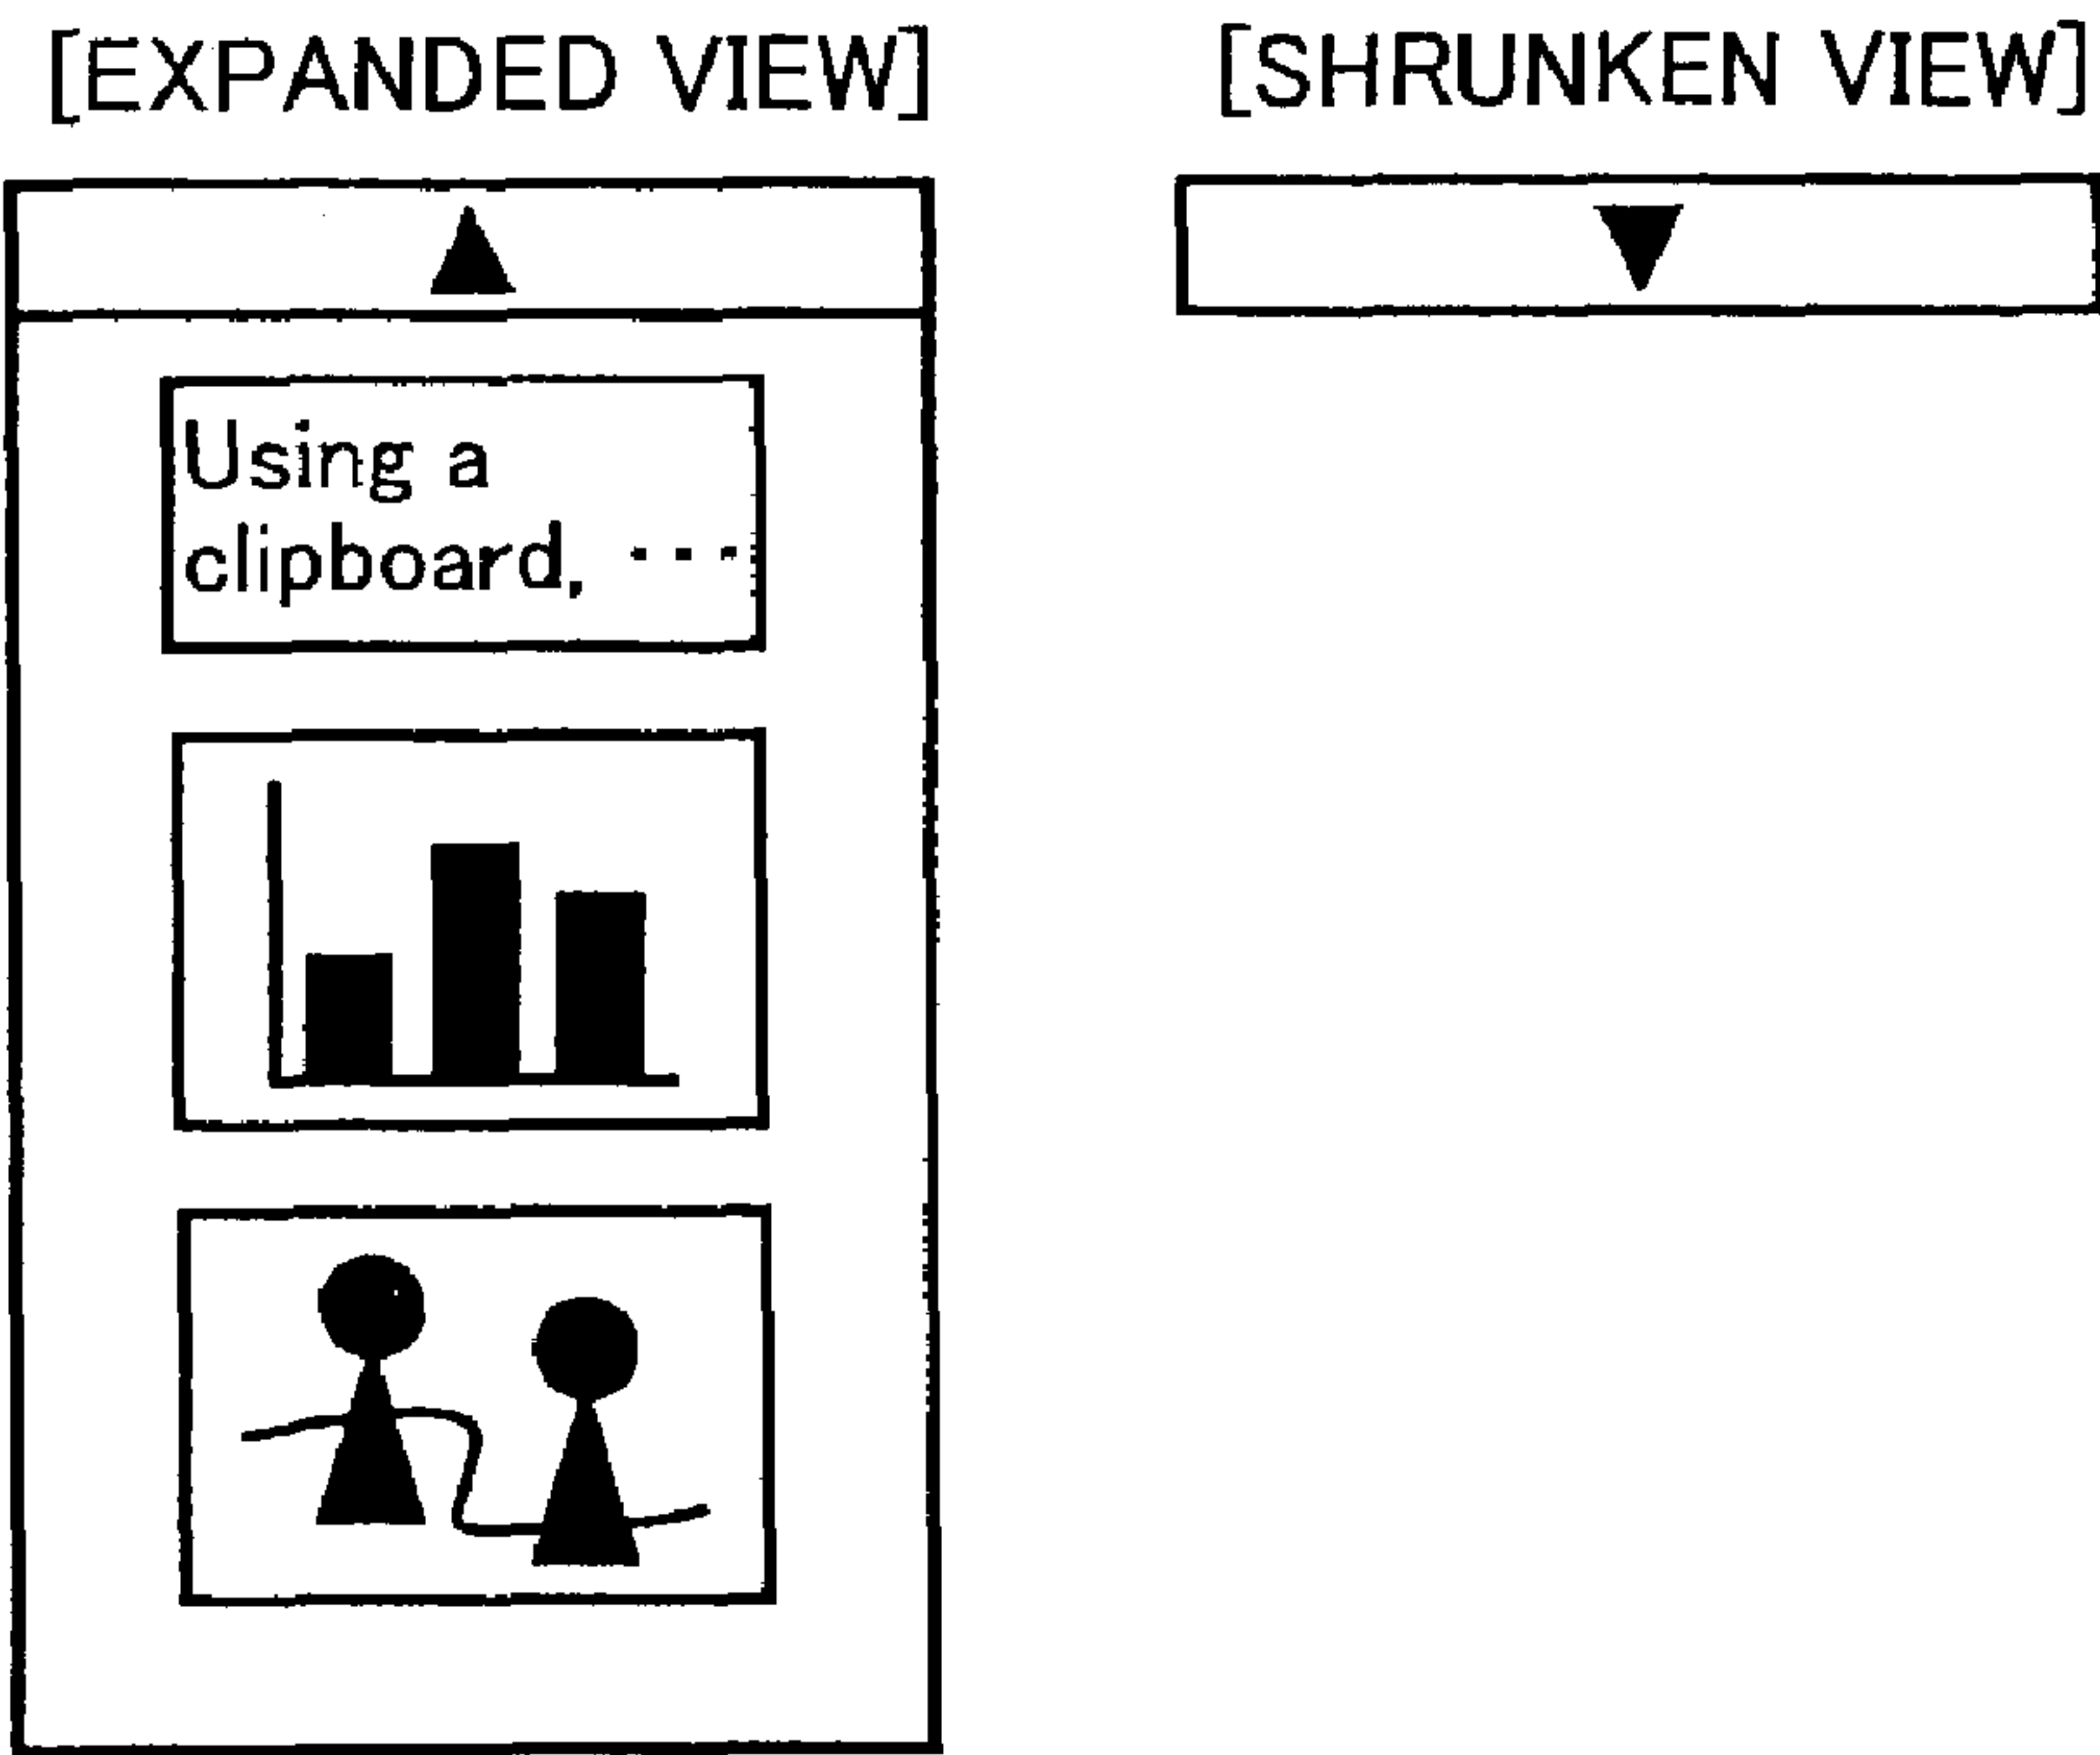 [EXPANDED VIEW]
[SHRUNKEN VIEW]
Using a
clipboard, ···